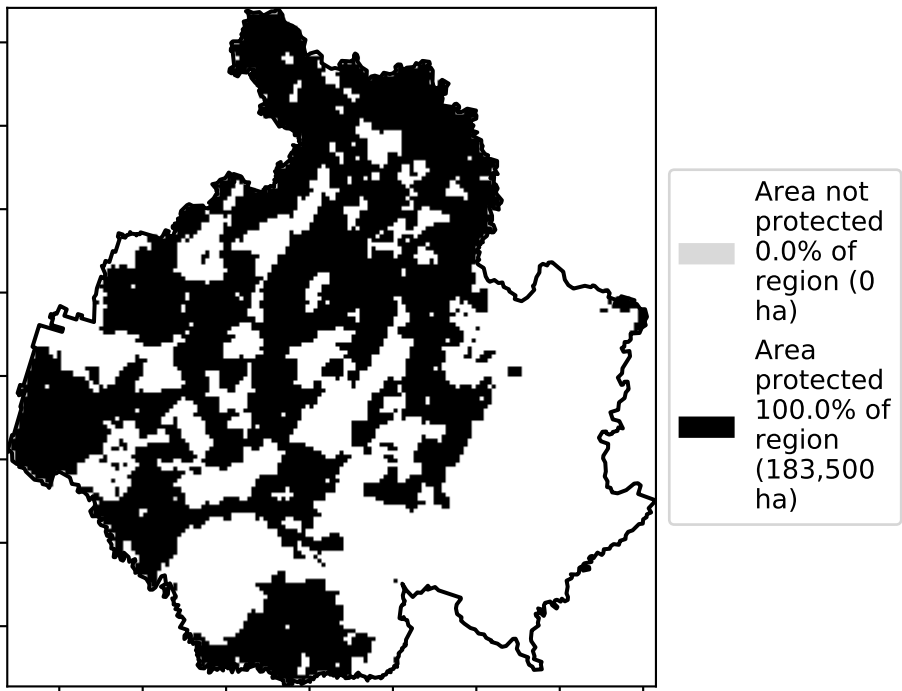 Area not
protected
0.0% of
region (0
ha)
Area
protected
100.0% of
region
(183,500
ha)